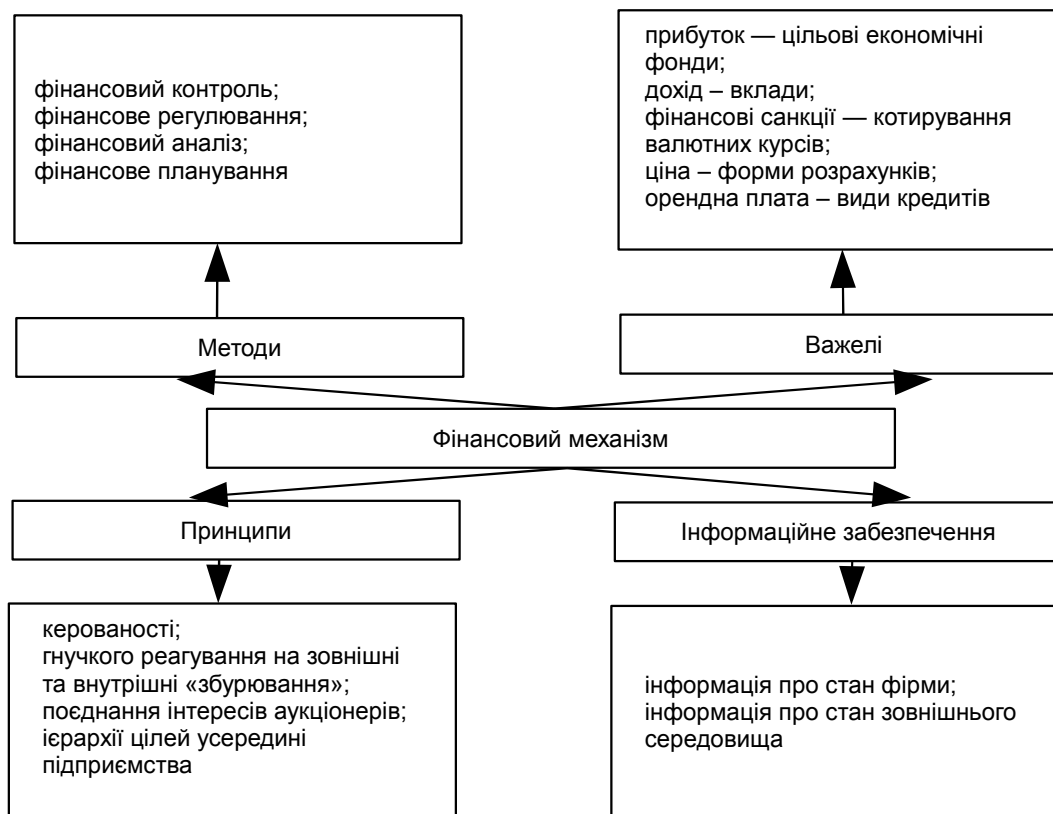 фінансовий контроль;
фінансове регулювання;
фінансовий аналіз;
фінансове планування
прибуток — цільові економічні
фонди;
дохід – вклади;
фінансові санкції — котирування
валютних курсів;
ціна – форми розрахунків;
орендна плата – види кредитів
Методи
Важелі
Фінансовий механізм
Принципи
Інформаційне забезпечення
керованості;
гнучкого реагування на зовнішні
та внутрішні «збурювання»;
поєднання інтересів аукціонерів;
ієрархії цілей усередині
підприємства
інформація про стан фірми;
інформація про стан зовнішнього
середовища